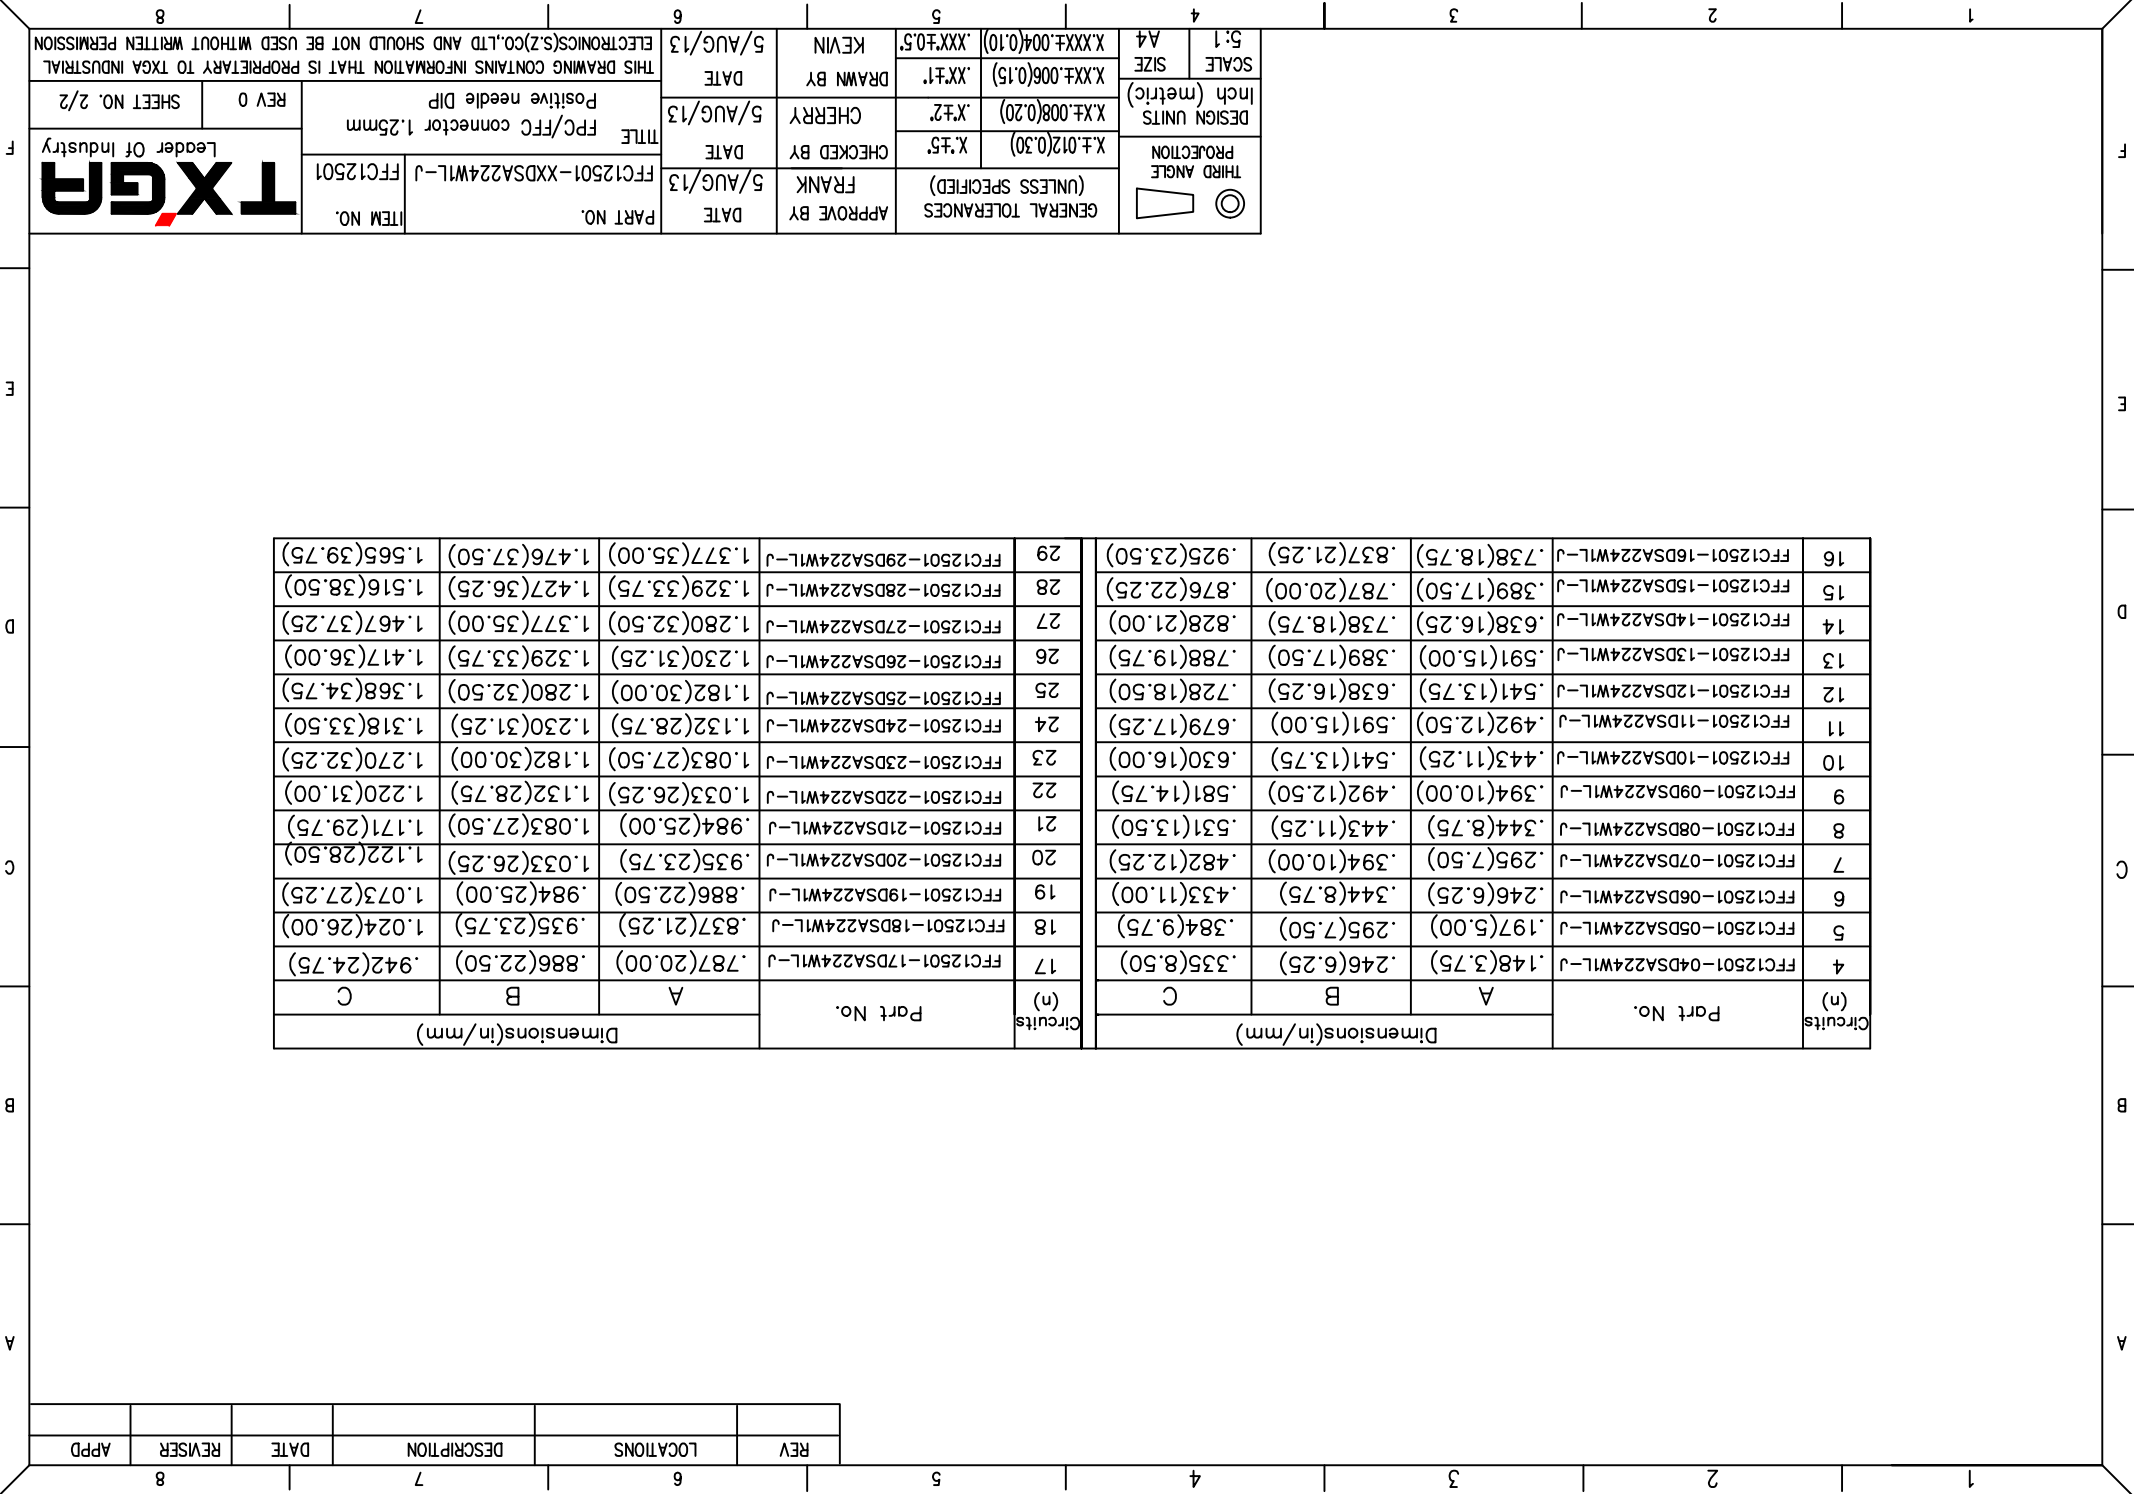 1 2 3 4 5 6 7 8
REV LOCATIONS DESCRIPTION DATE REVISER APPD
A A
B B
Circuits (n) Part No. Dimensions(in/mm) Circuits (n) Part No. Dimensions(in/mm)
A B C A B C
4 FFC12501-04DSA224W1L-J .148(3.75) .246(6.25) .335(8.50) 17 FFC12501-17DSA224W1L-J .787(20.00) .886(22.50) .942(24.75)
5 FFC12501-05DSA224W1L-J .197(5.00) .295(7.50) .384(9.75) 18 FFC12501-18DSA224W1L-J .837(21.25) .935(23.75) 1.024(26.00)
6 FFC12501-06DSA224W1L-J .246(6.25) .344(8.75) .433(11.00) 19 FFC12501-19DSA224W1L-J .886(22.50) .984(25.00) 1.073(27.25)
7 FFC12501-07DSA224W1L-J .295(7.50) .394(10.00) .482(12.25) 20 FFC12501-20DSA224W1L-J .935(23.75) 1.033(26.25) 1.122(28.50)
8 FFC12501-08DSA224W1L-J .344(8.75) .443(11.25) .531(13.50) 21 FFC12501-21DSA224W1L-J .984(25.00) 1.083(27.50) 1.171(29.75)
C C
9 FFC12501-09DSA224W1L-J .394(10.00) .492(12.50) .581(14.75) 22 FFC12501-22DSA224W1L-J 1.033(26.25) 1.132(28.75) 1.220(31.00)
10 FFC12501-10DSA224W1L-J .443(11.25) .541(13.75) .630(16.00) 23 FFC12501-23DSA224W1L-J 1.083(27.50) 1.182(30.00) 1.270(32.25)
11 FFC12501-11DSA224W1L-J .492(12.50) .591(15.00) .679(17.25) 24 FFC12501-24DSA224W1L-J 1.132(28.75) 1.230(31.25) 1.318(33.50)
12 FFC12501-12DSA224W1L-J .541(13.75) .638(16.25) .728(18.50) 25 FFC12501-25DSA224W1L-J 1.182(30.00) 1.280(32.50) 1.368(34.74)
13 FFC12501-13DSA224W1L-J .591(15.00) .389(17.50) .788(19.75) 26 FFC12501-26DSA224W1L-J 1.230(31.25) 1.329(33.75) 1.417(36.00)
14 FFC12501-14DSA224W1L-J .638(16.25) .738(18.75) .828(21.00) 27 FFC12501-27DSA224W1L-J 1.280(32.50) 1.377(35.00) 1.467(37.25)
D D
15 FFC12501-15DSA224W1L-J .389(17.50) .787(20.00) .876(22.25) 28 FFC12501-28DSA224W1L-J 1.329(33.75) 1.427(36.25) 1.516(38.50)
16 FFC12501-16DSA224W1L-J .738(18.75) .837(21.25) .925(23.50) 29 FFC12501-29DSA224W1L-J 1.377(35.00) 1.476(37.50) 1.565(39.75)
E E
F F
THIRD ANGLE
PROJECTION
DESIGN UNITS
Inch (metric)
SCALE SIZE
5:1 A4
GENERAL TOLERANCES
(UNLESS SPECIFIED)
X.±.012(0.30) X.°±5°
X.X±.008(0.20) .X°±2°
X.XX±.006(0.15) .XX°±1°
X.XXX±.004(0.10) .XXX°±0.5°
APPROVE BY DATE
FRANK 5/AUG/13
CHECKED BY DATE
CHERRY 5/AUG/13
DRAWN BY DATE
KEVIN 5/AUG/13
PART NO. ITEM NO.
FFC12501-XXDSA224W1L-J FFC12501
TITLE
FPC/FFC connector 1.25mm
Positive needle DIP
TXGA
Leader Of Industry
REV 0 SHEET NO. 2/2
THIS DRAWING CONTAINS INFORMATION THAT IS PROPRIETARY TO TXGA INDUSTRIAL
ELECTRONICS(S.Z)CO.,LTD AND SHOULD NOT BE USED WITHOUT WRITTEN PERMISSION
1 2 3 4 5 6 7 8